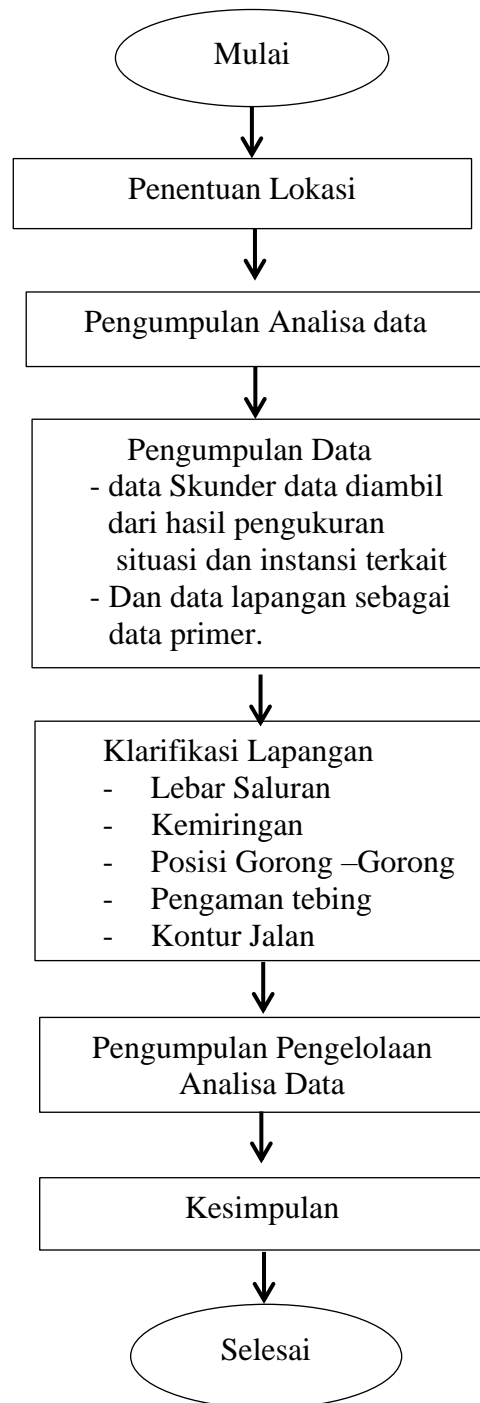 Mulai
Penentuan Lokasi
Pengumpulan Analisa data
Pengumpulan Data
- data Skunder data diambil
dari hasil pengukuran
situasi dan instansi terkait
- Dan data lapangan sebagai
data primer.
Klarifikasi Lapangan
- Lebar Saluran
- Kemiringan
- Posisi Gorong –Gorong
- Pengaman tebing
- Kontur Jalan
Pengumpulan Pengelolaan
Analisa Data
Kesimpulan
Selesai